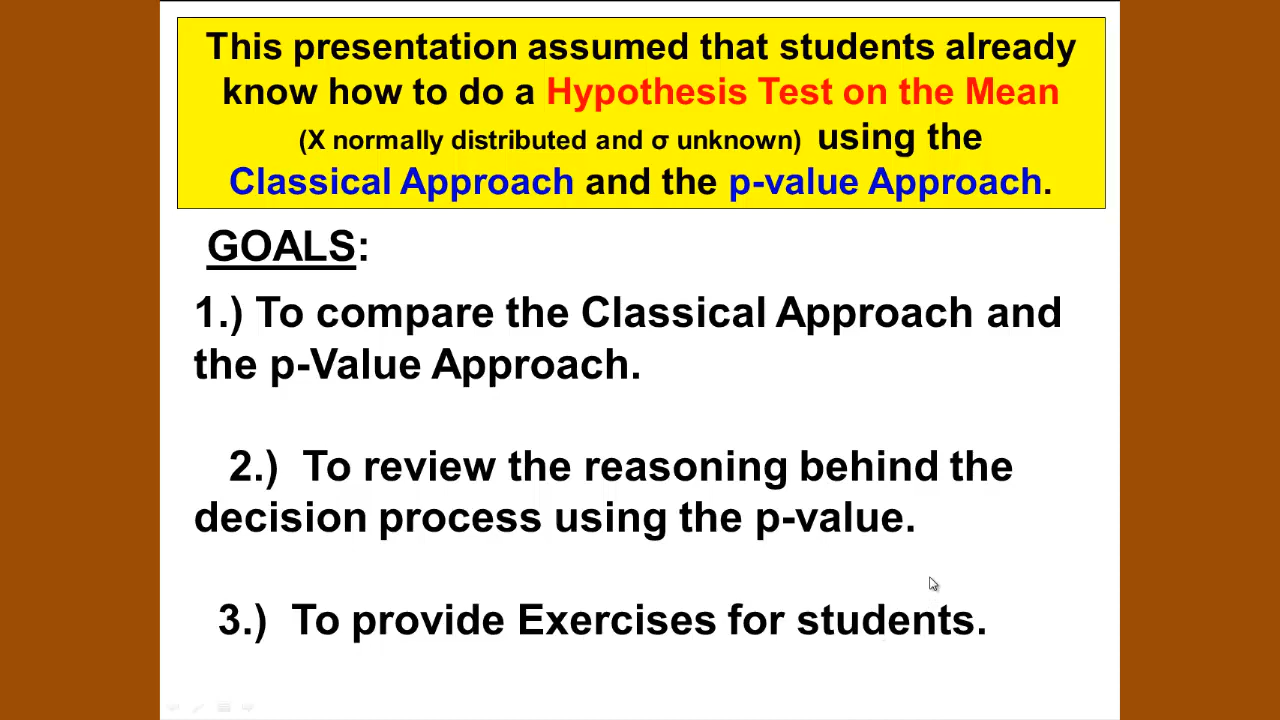 This presentation assumed that students already
know how to do a Hypothesis Test on the Mean
(X normally distributed and σ unknown) using the
Classical Approach and the p-value Approach.
GOALS:
1.) To compare the Classical Approach and
the p-Value Approach.
2.) To review the reasoning behind the
decision process using the p-value.
3.) To provide Exercises for students.